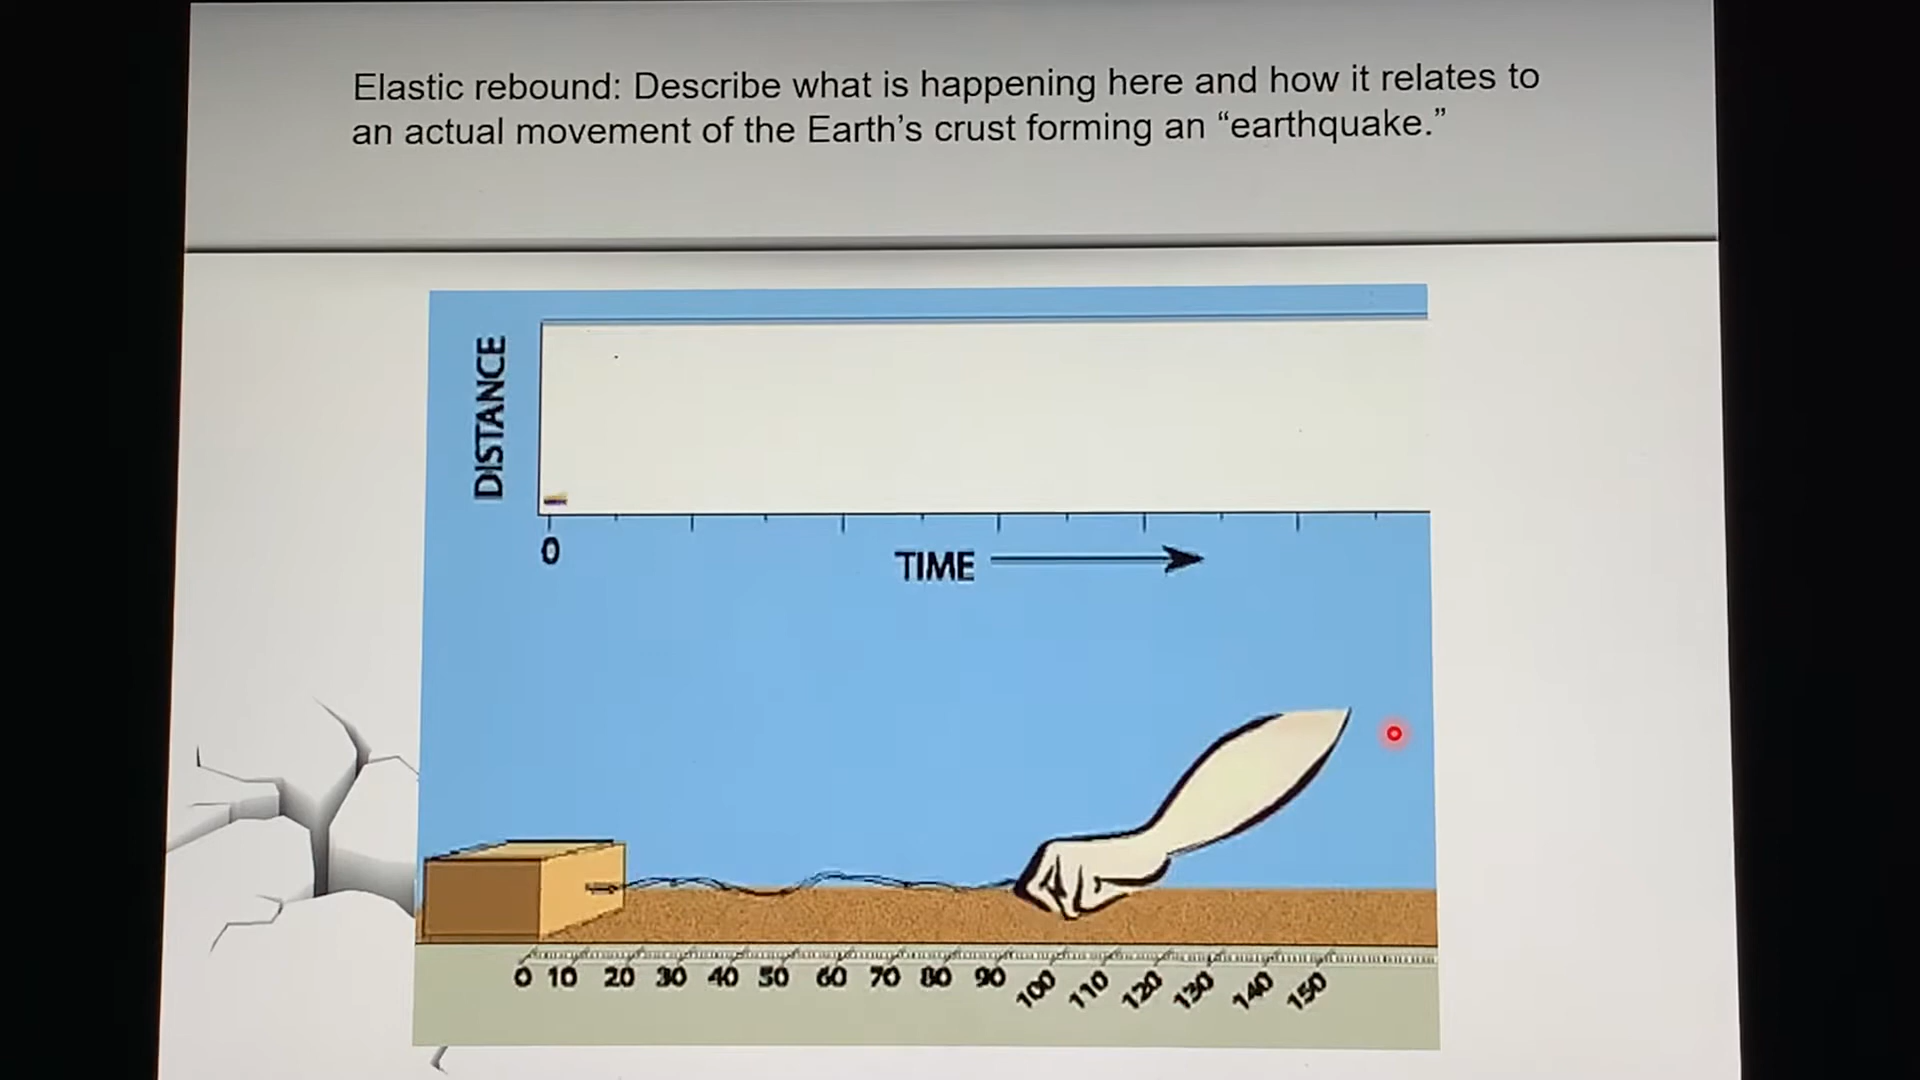 Elastic rebound: Describe what is happening here and how it relates to
an actual movement of the Earth’s crust forming an “earthquake.”
DISTANCE
0
TIME
0 10 20 30 40 50 60 70 80 90 100 110 120 130 140 150